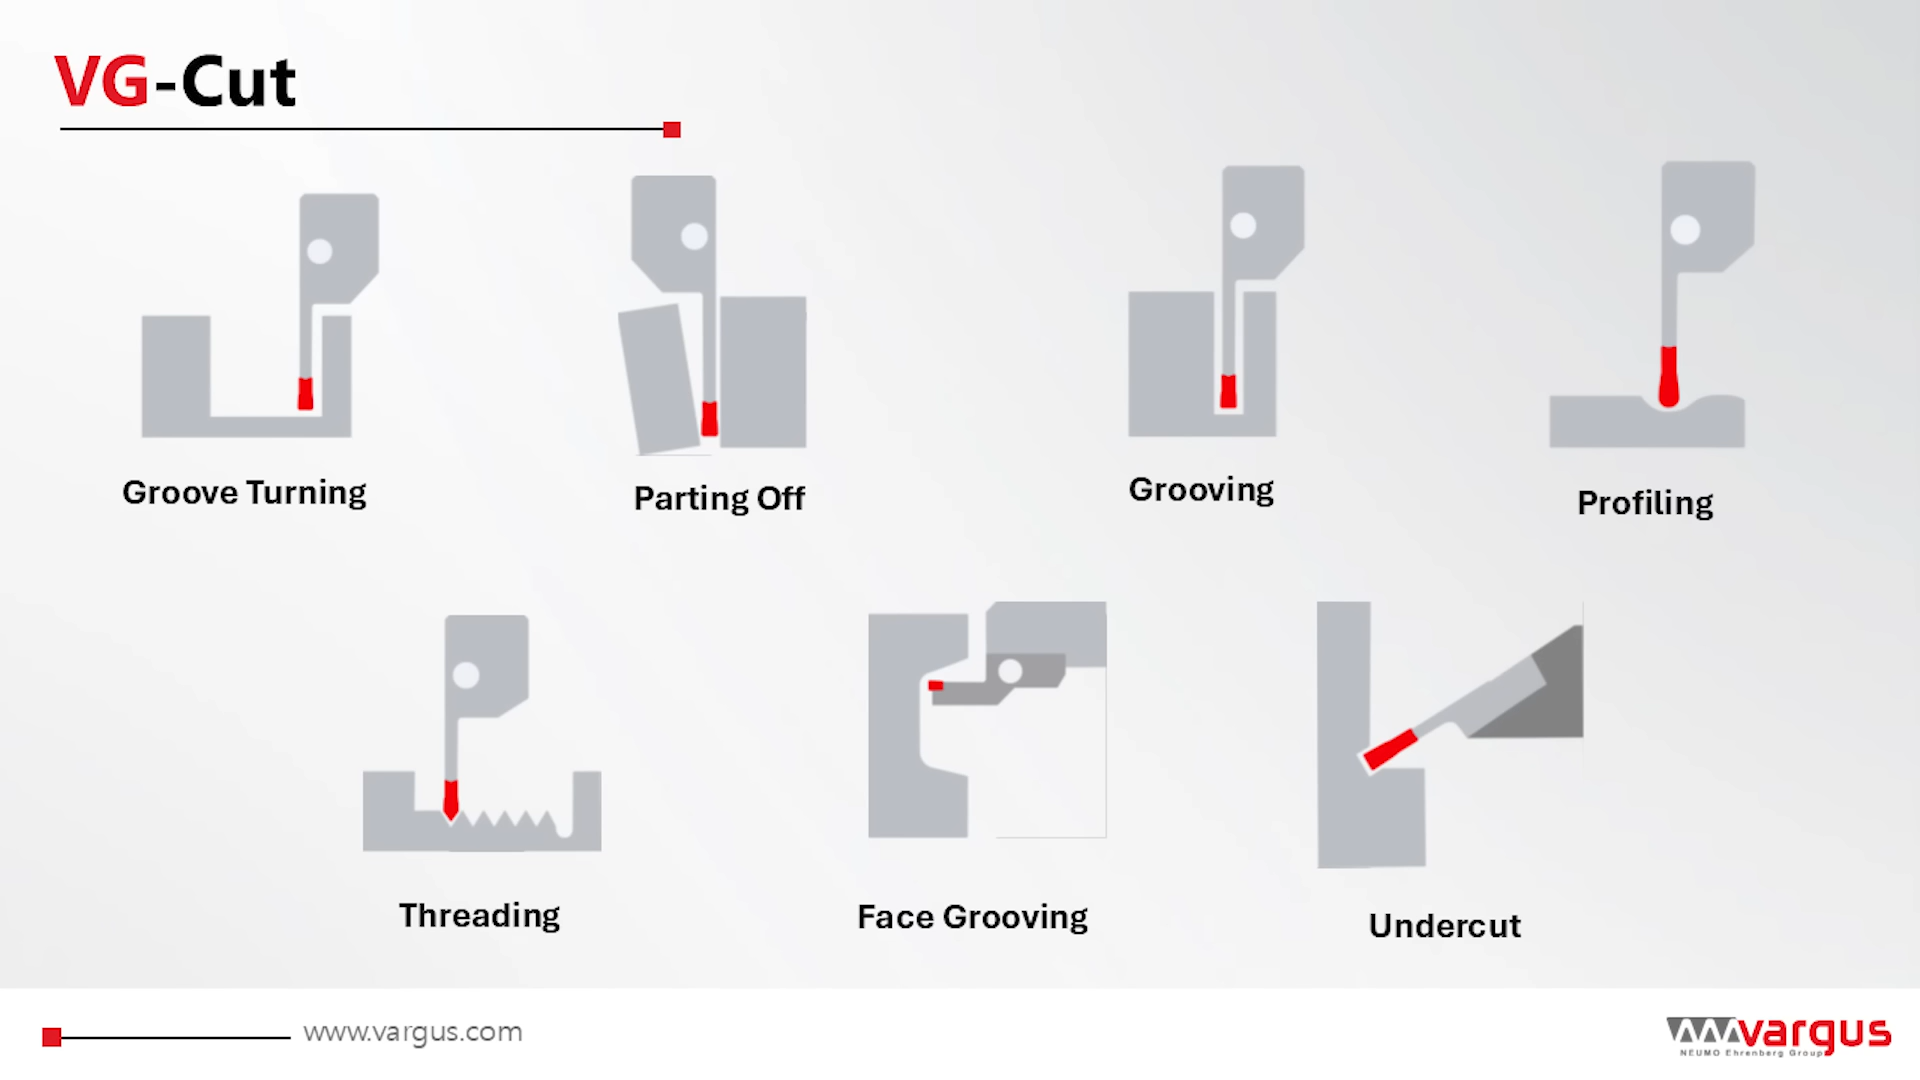 VG-Cut
Groove Turning
Parting Off
Grooving
Profiling
Threading
Face Grooving
Undercut
www.vargus.com
vargus
NEUMO Ehrenberg Group